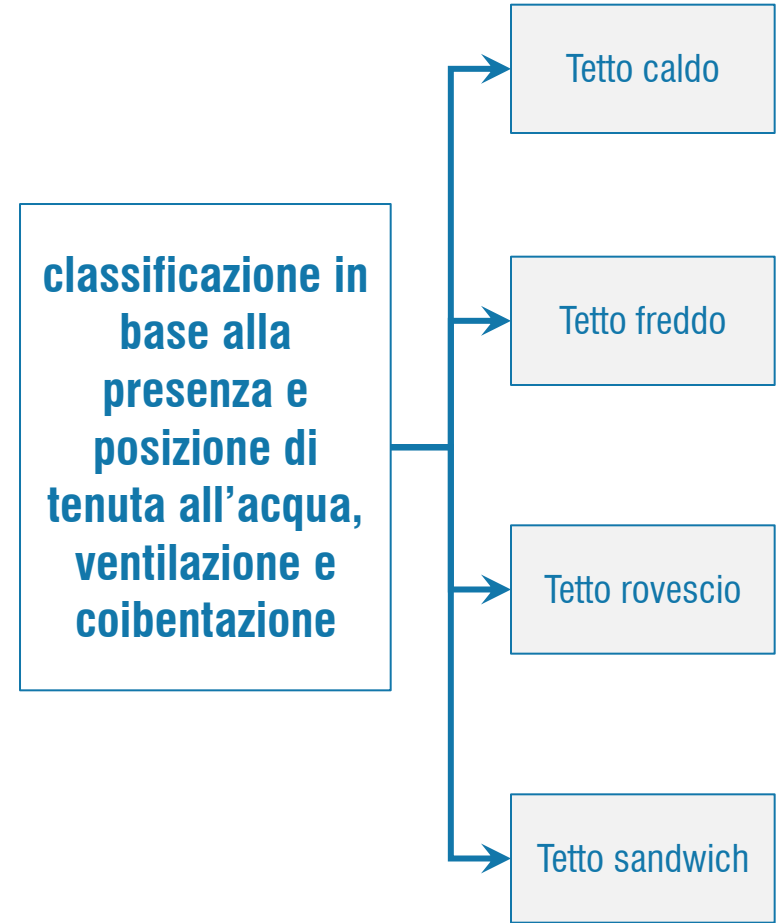 classificazione in
base alla
presenza e
posizione di
tenuta all’acqua,
ventilazione e
coibentazione
Tetto caldo
Tetto freddo
Tetto rovescio
Tetto sandwich